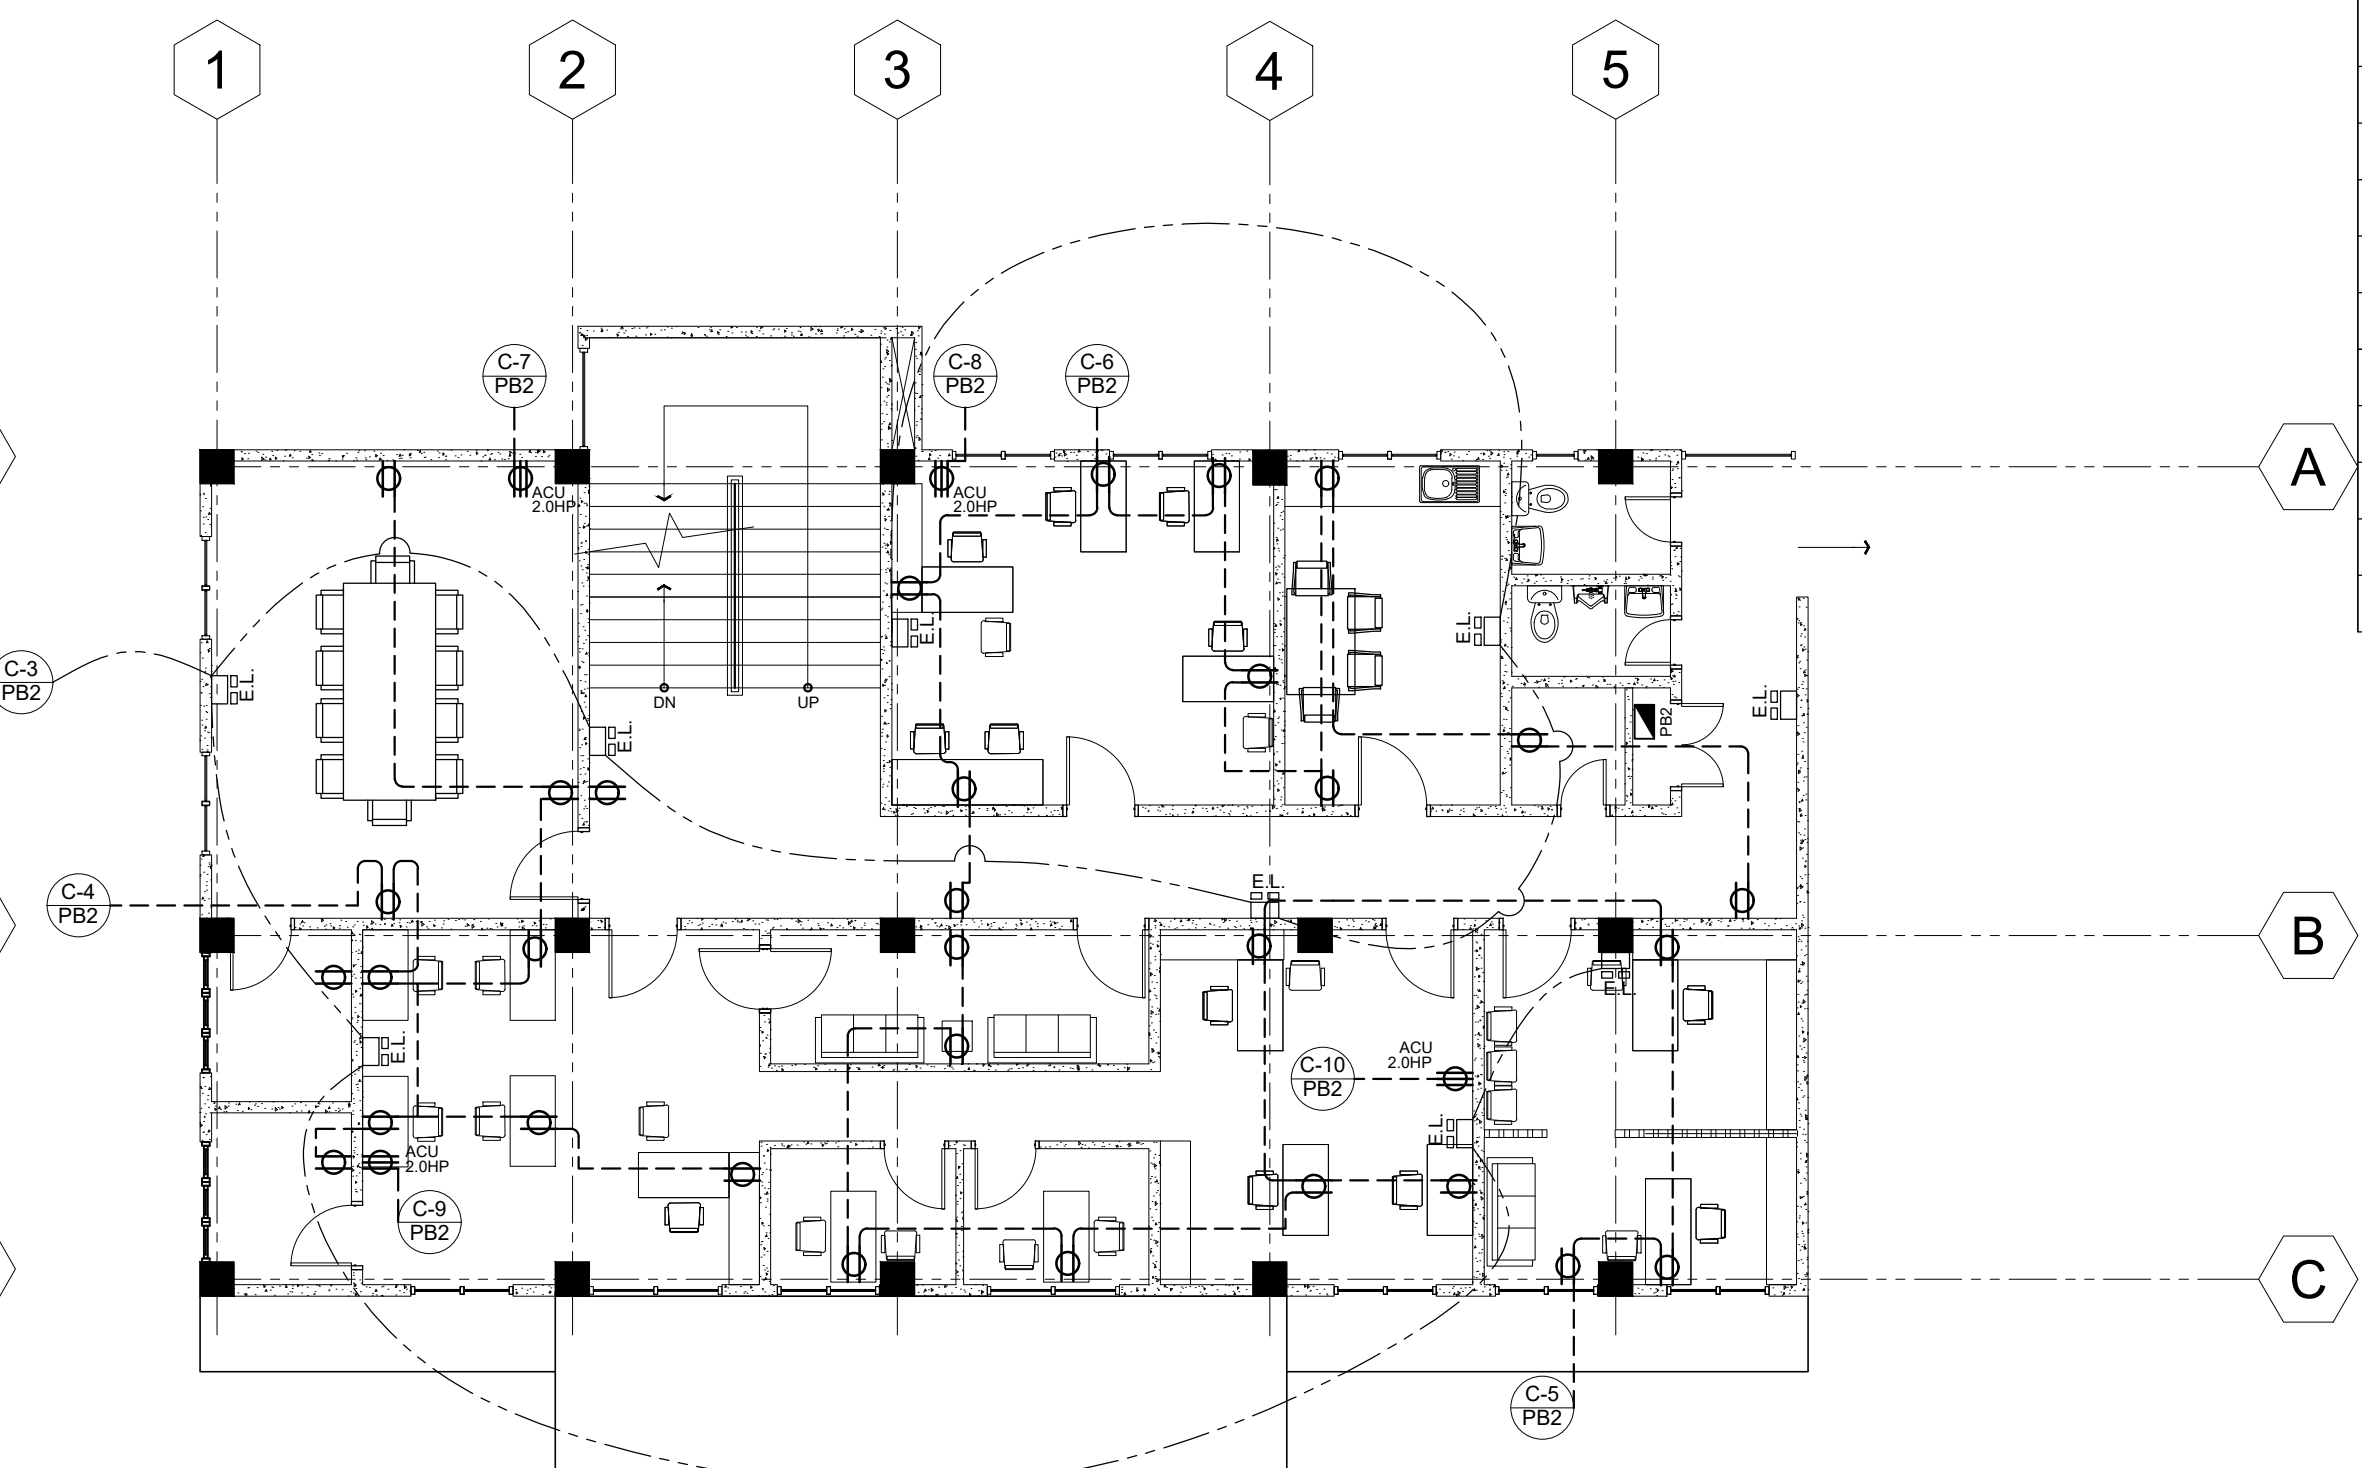 1
2
3
4
5
C-7
PB2
C-8
PB2
C-6
PB2
A
ACU
2.0HP
ACU
2.0HP
E.L.
E.L.
C-3
PB2
E.L.
E.L.
DN
UP
PB2
E.L.
E.L.
C-4
PB2
B
E.L.
E.L.
ACU
2.0HP
C-10
PB2
E.L.
ACU
2.0HP
C-9
PB2
C
C-5
PB2